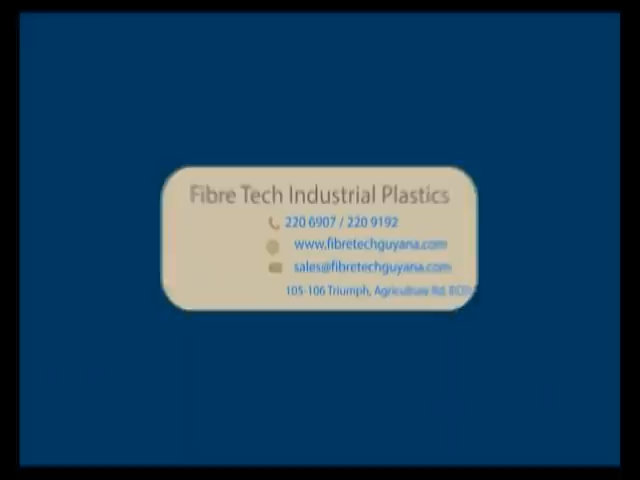 Fibre Tech Industrial Plastics
220 6907 / 220 9192
www.fibretechguyana.com
sales@fibretechguyana.com
105-106 Triumph, Agriculture Rd,